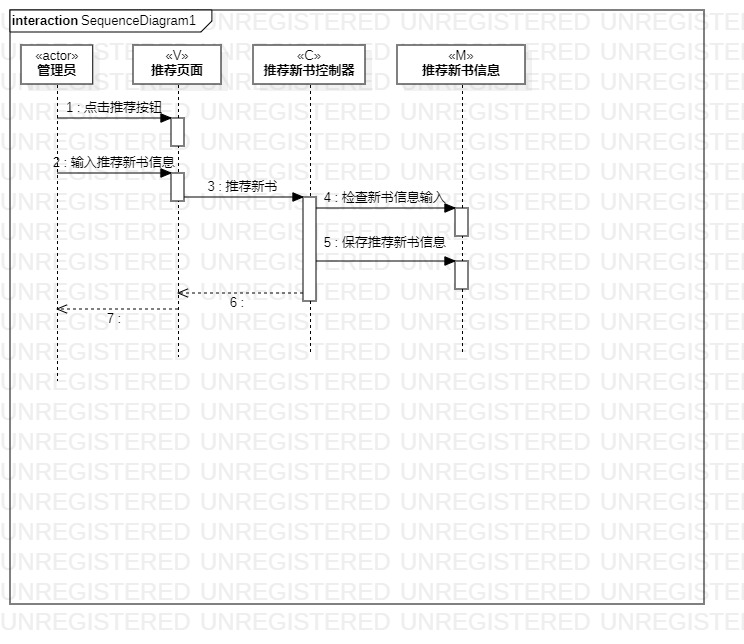 interaction SequenceDiagram1
«actor»
管理员
«V»
推荐页面
«C»
推荐新书控制器
«M»
推荐新书信息
1 : 点击推荐按钮
2 : 输入推荐新书信息
3 : 推荐新书
4 : 检查新书信息输入
5 : 保存推荐新书信息
6 :
7 :
UNREGISTERED